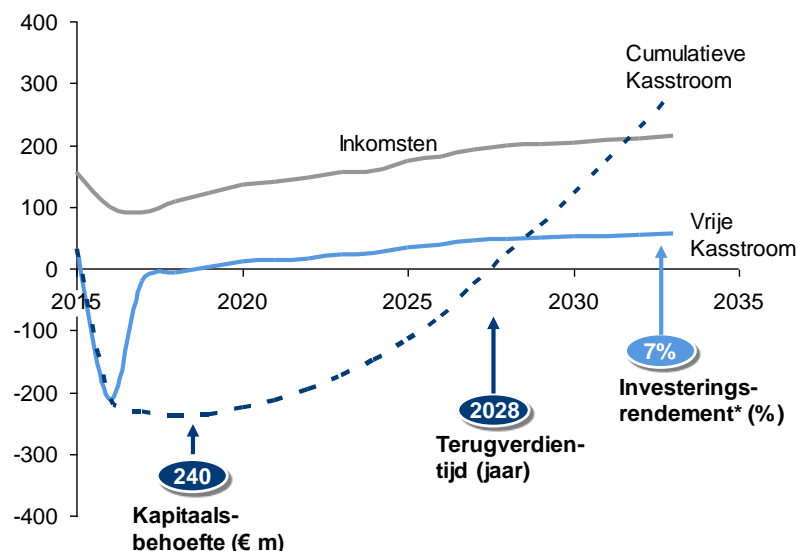 400
300
200
100
0
-100
-200
-300
-400
2015
2020
2025
2030
2035
Cumulatieve
Kasstroom
Inkomsten
Vrije
Kasstroom
7%
Investerings-
rendement* (%)
2028
Terugverdien-
tijd (jaar)
240
Kapitaals-
behoefte (€ m)